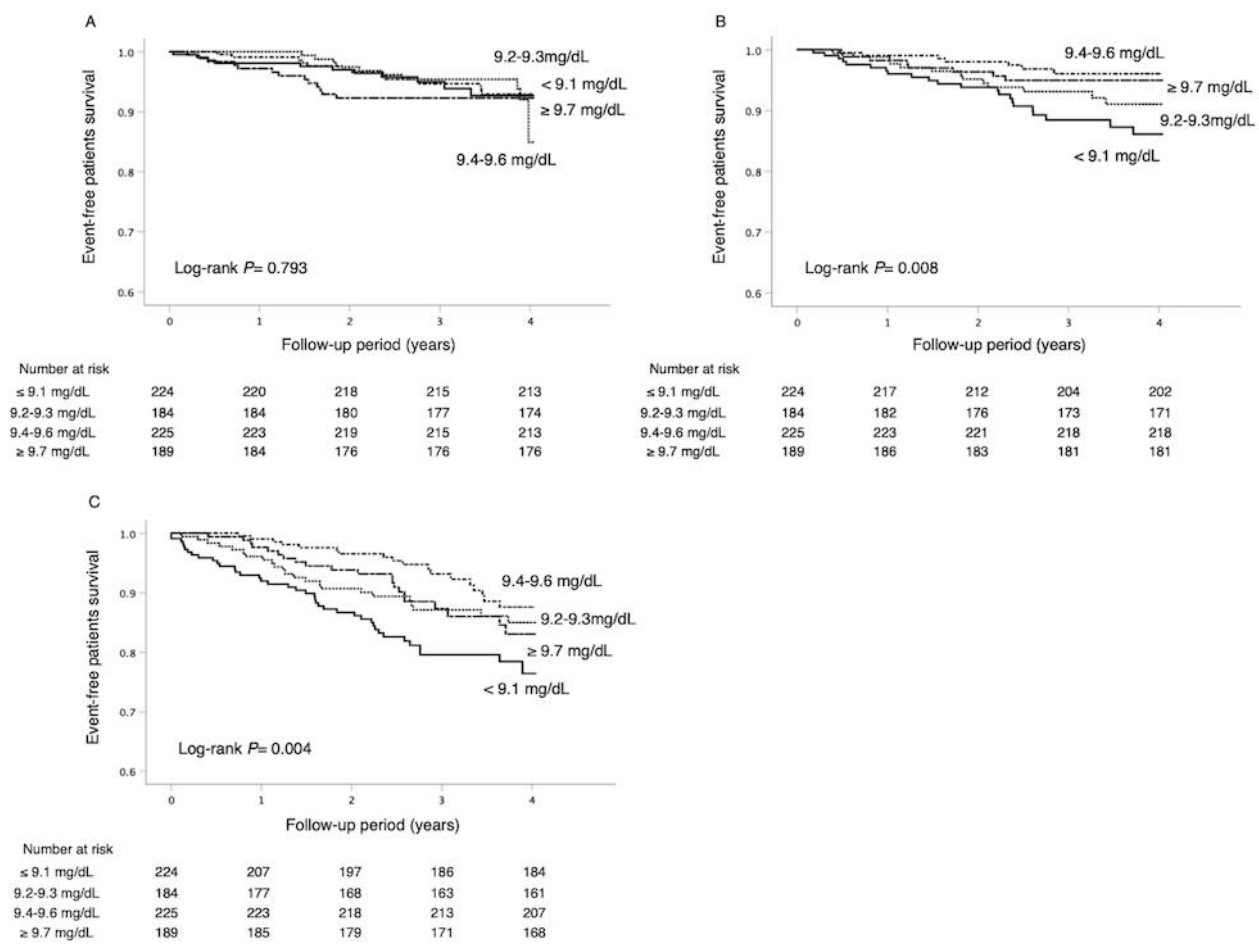 A
Event-free patients survival
1.0
0.9
0.8
0.7
0.6
9.2-9.3mg/dL
< 9.1 mg/dL
≥ 9.7 mg/dL
9.4-9.6 mg/dL
Log-rank P= 0.793
0 1 2 3 4
Follow-up period (years)
Number at risk
≤ 9.1 mg/dL 224 220 218 215 213
9.2-9.3 mg/dL 184 184 180 177 174
9.4-9.6 mg/dL 225 223 219 215 213
≥ 9.7 mg/dL 189 184 176 176 176
B
Event-free patients survival
1.0
0.9
0.8
0.7
0.6
9.4-9.6 mg/dL
≥ 9.7 mg/dL
9.2-9.3mg/dL
< 9.1 mg/dL
Log-rank P= 0.008
0 1 2 3 4
Follow-up period (years)
Number at risk
≤ 9.1 mg/dL 224 217 212 204 202
9.2-9.3 mg/dL 184 182 176 173 171
9.4-9.6 mg/dL 225 223 221 218 218
≥ 9.7 mg/dL 189 186 183 181 181
C
Event-free patients survival
1.0
0.9
0.8
0.7
0.6
9.4-9.6 mg/dL
9.2-9.3mg/dL
≥ 9.7 mg/dL
< 9.1 mg/dL
Log-rank P= 0.004
0 1 2 3 4
Follow-up period (years)
Number at risk
≤ 9.1 mg/dL 224 207 197 186 184
9.2-9.3 mg/dL 184 177 168 163 161
9.4-9.6 mg/dL 225 223 218 213 207
≥ 9.7 mg/dL 189 185 179 171 168